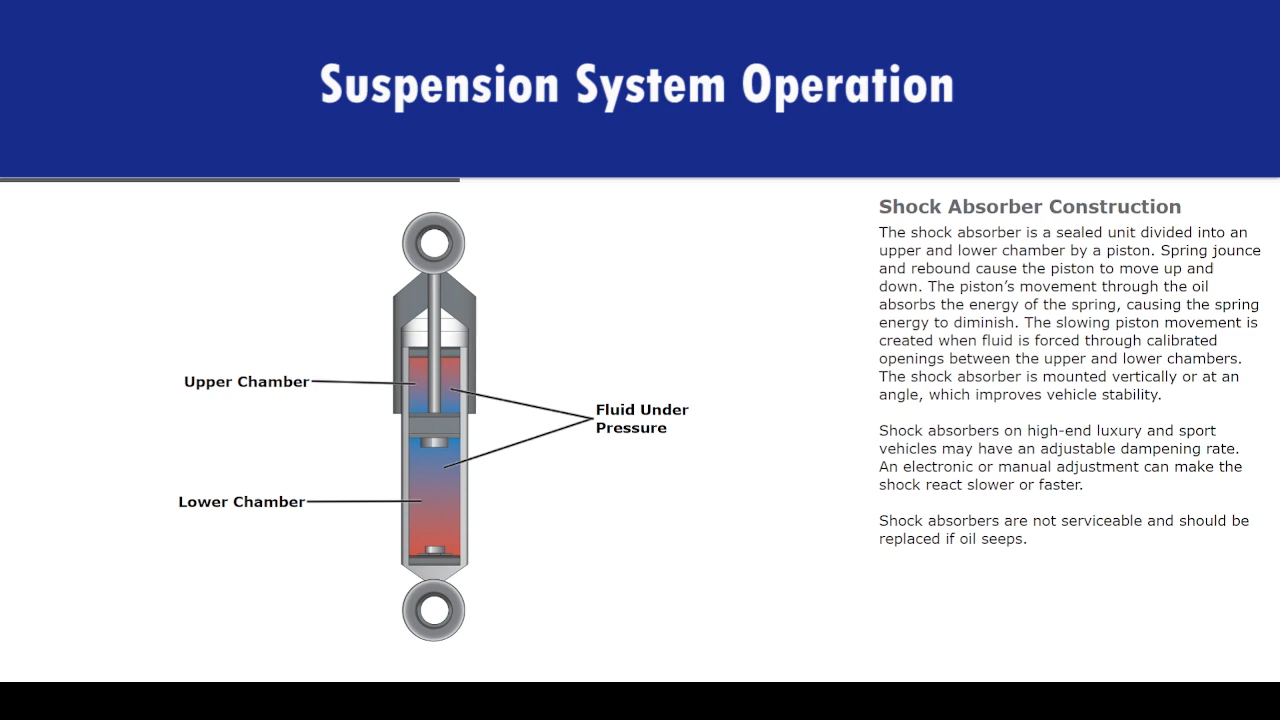 Suspension System Operation
Shock Absorber Construction
The shock absorber is a sealed unit divided into an
upper and lower chamber by a piston. Spring jounce
and rebound cause the piston to move up and
down. The piston’s movement through the oil
absorbs the energy of the spring, causing the spring
energy to diminish. The slowing piston movement is
created when fluid is forced through calibrated
openings between the upper and lower chambers.
The shock absorber is mounted vertically or at an
angle, which improves vehicle stability.
Shock absorbers on high-end luxury and sport
vehicles may have an adjustable dampening rate.
An electronic or manual adjustment can make the
shock react slower or faster.
Shock absorbers are not serviceable and should be
replaced if oil seeps.
Upper Chamber
Fluid Under
Pressure
Lower Chamber